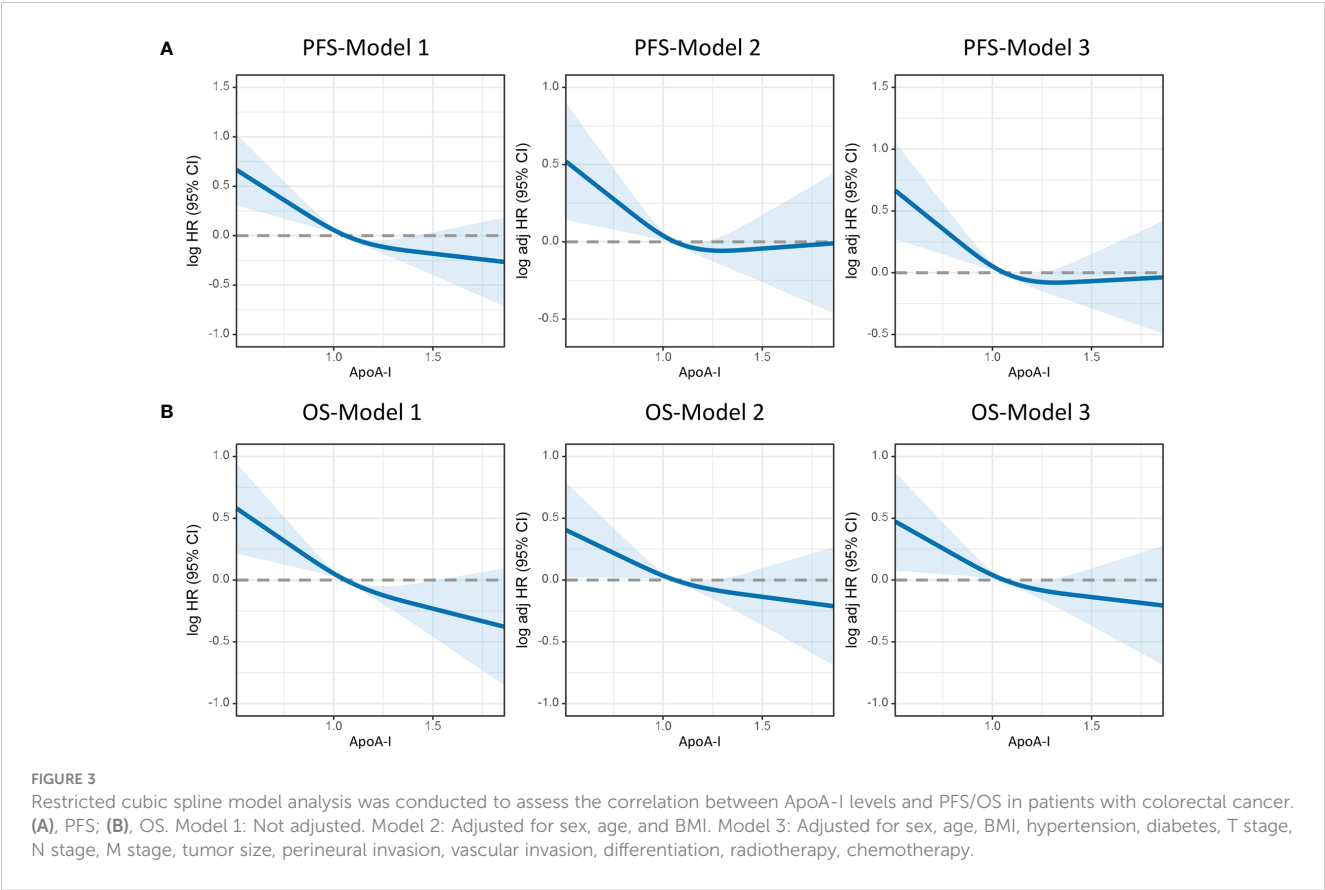 A
PFS-Model 1
PFS-Model 2
PFS-Model 3
log HR (95% CI)
1.5
1.0
0.5
0.0
-0.5
-1.0
1.0
1.5
ApoA-I
log adj HR (95% CI)
1.0
0.5
0.0
-0.5
1.0
1.5
ApoA-I
log adj HR (95% CI)
1.5
1.0
0.5
0.0
-0.5
1.0
1.5
ApoA-I
B
OS-Model 1
OS-Model 2
OS-Model 3
log HR (95% CI)
1.0
0.5
0.0
-0.5
-1.0
1.0
1.5
ApoA-I
log adj HR (95% CI)
1.0
0.5
0.0
-0.5
-1.0
1.0
1.5
ApoA-I
log adj HR (95% CI)
1.0
0.5
0.0
-0.5
-1.0
1.0
1.5
ApoA-I
FIGURE 3
Restricted cubic spline model analysis was conducted to assess the correlation between ApoA-I levels and PFS/OS in patients with colorectal cancer.
(A), PFS; (B), OS. Model 1: Not adjusted. Model 2: Adjusted for sex, age, and BMI. Model 3: Adjusted for sex, age, BMI, hypertension, diabetes, T stage,
N stage, M stage, tumor size, perineural invasion, vascular invasion, differentiation, radiotherapy, chemotherapy.